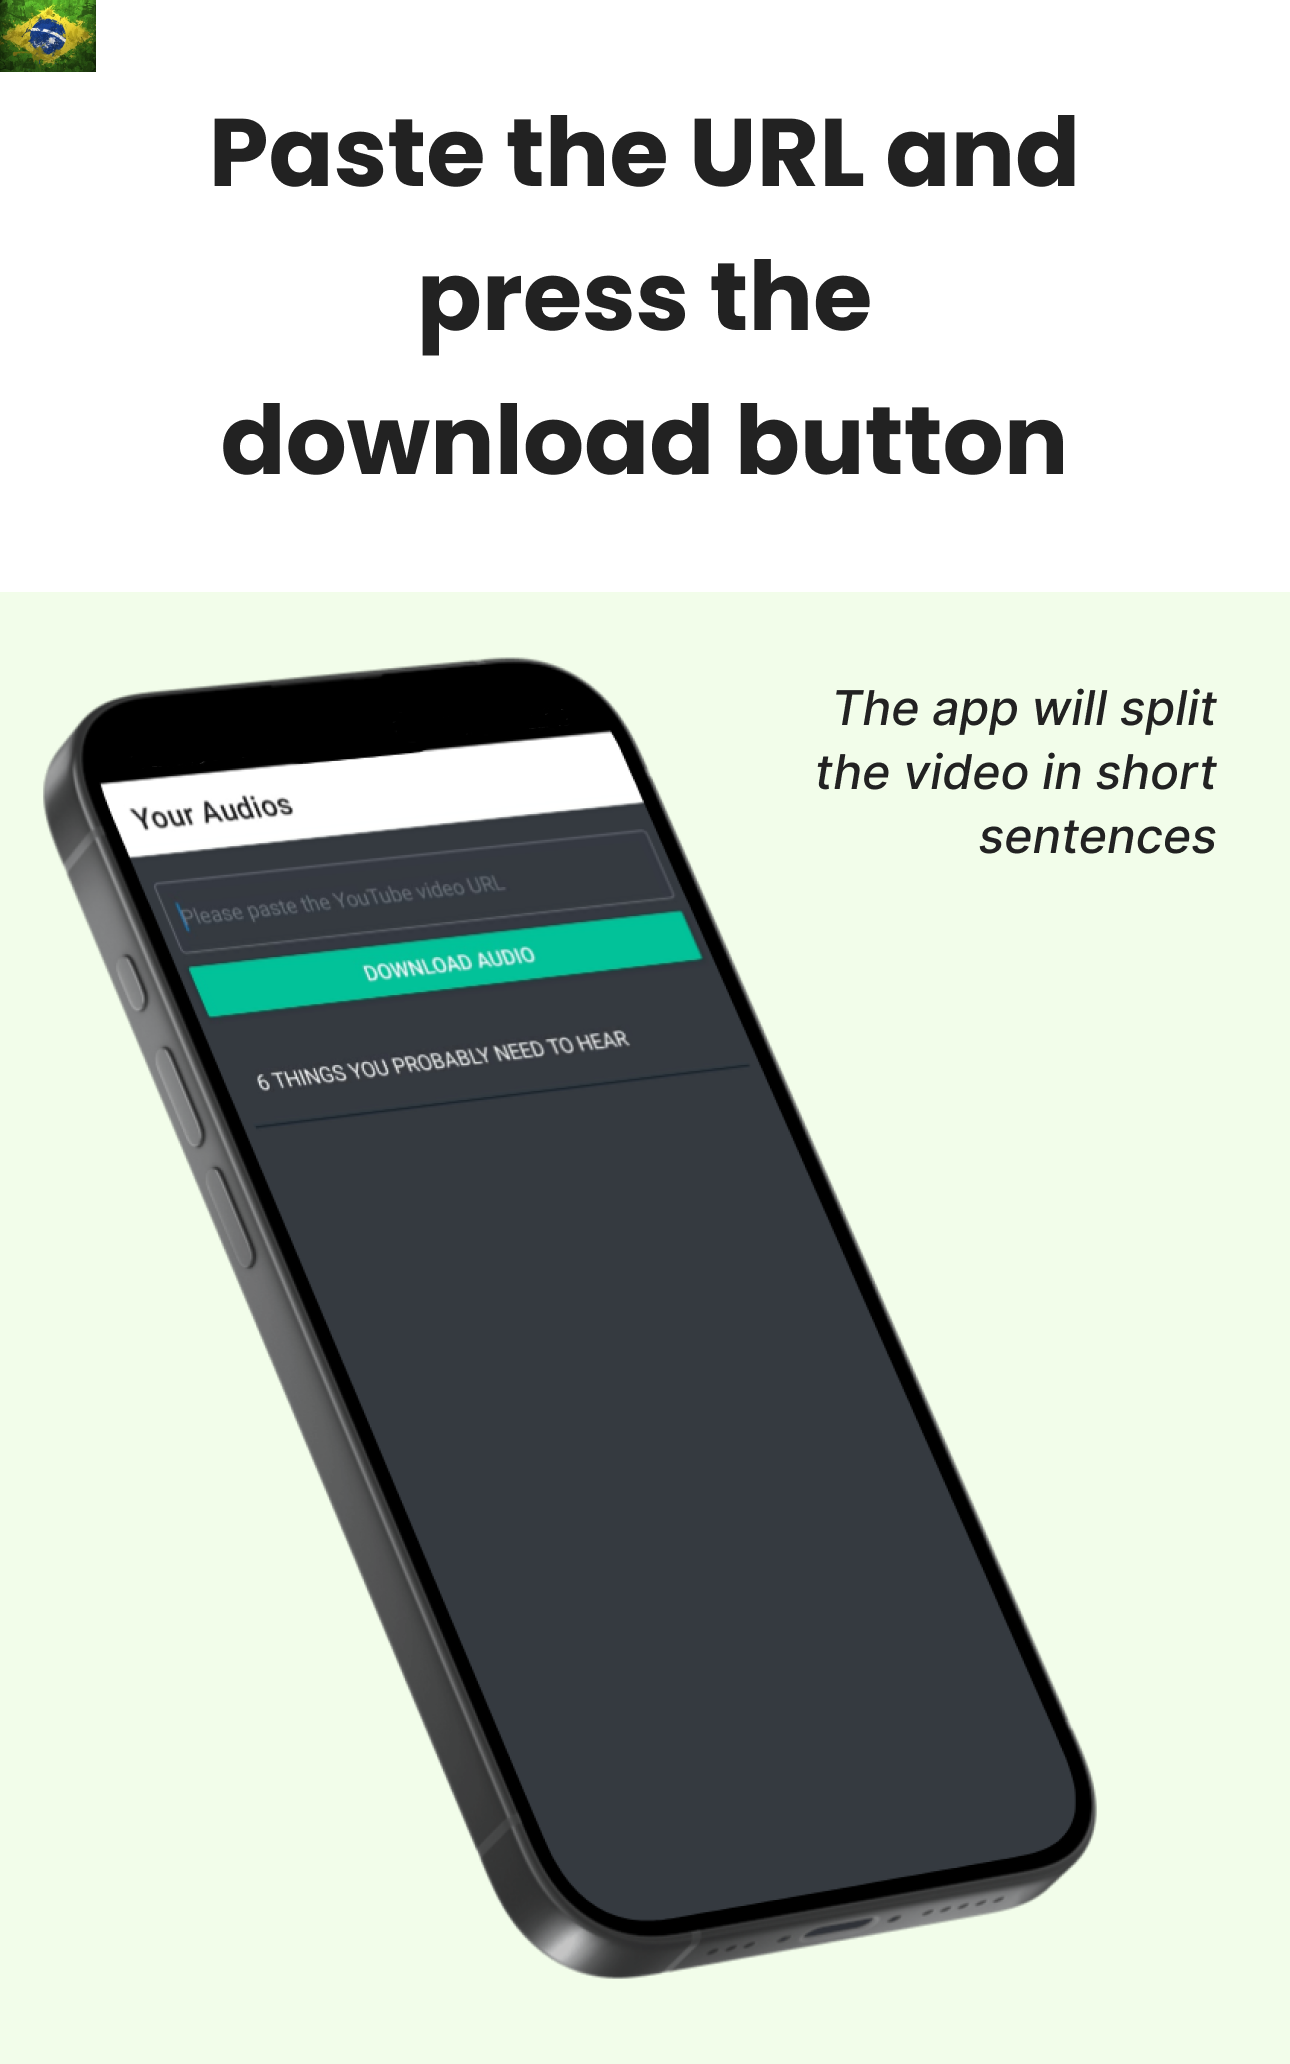 Paste the URL and
press the
download button
The app will split
the video in short
sentences
Your Audios
Please paste the YouTube video URL
DOWNLOAD AUDIO
6 THINGS YOU PROBABLY NEED TO HEAR